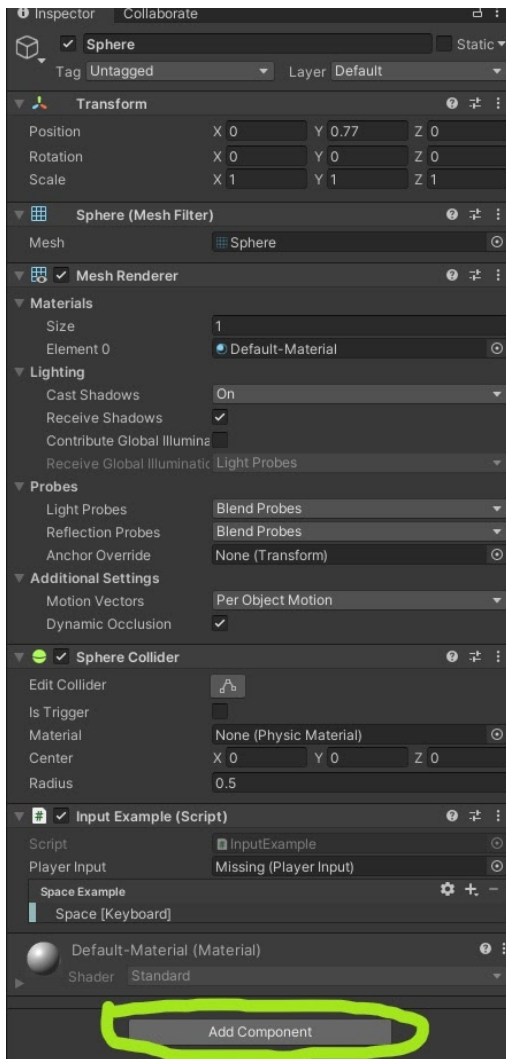 Inspector Collaborate
Sphere Static
Tag Untagged Layer Default
Transform
Position X 0 Y 0.77 Z 0
Rotation X 0 Y 0 Z 0
Scale X 1 Y 1 Z 1
Sphere (Mesh Filter)
Mesh Sphere
Mesh Renderer
Materials
Size 1
Element 0 Default-Material
Lighting
Cast Shadows On
Receive Shadows
Contribute Global Illumina
Receive Global Illuminatic Light Probes
Probes
Light Probes Blend Probes
Reflection Probes Blend Probes
Anchor Override None (Transform)
Additional Settings
Motion Vectors Per Object Motion
Dynamic Occlusion
Sphere Collider
Edit Collider
Is Trigger
Material None (Physic Material)
Center X 0 Y 0 Z 0
Radius 0.5
# Input Example (Script)
Script InputExample
Player Input Missing (Player Input)
Space Example
Space [Keyboard]
Default-Material (Material)
Shader Standard
Add Component